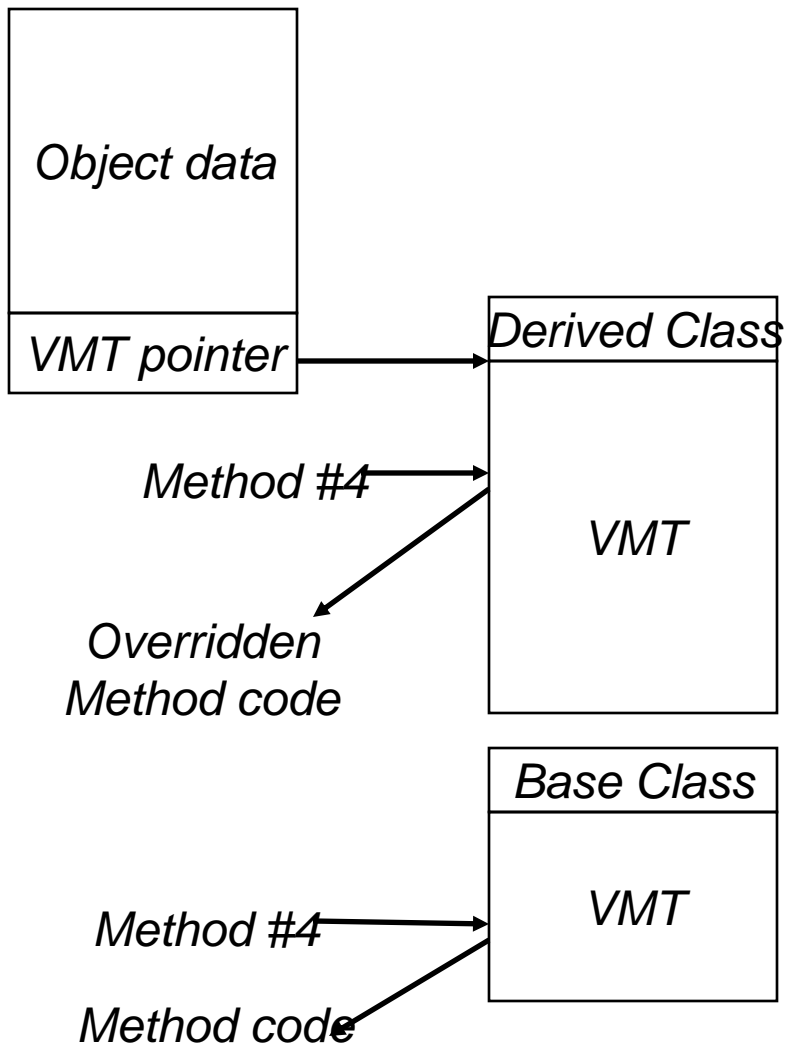 Object data
VMT pointer
Derived Class
Method #4
VMT
Overridden
Method code
Base Class
Method #4
VMT
Method code